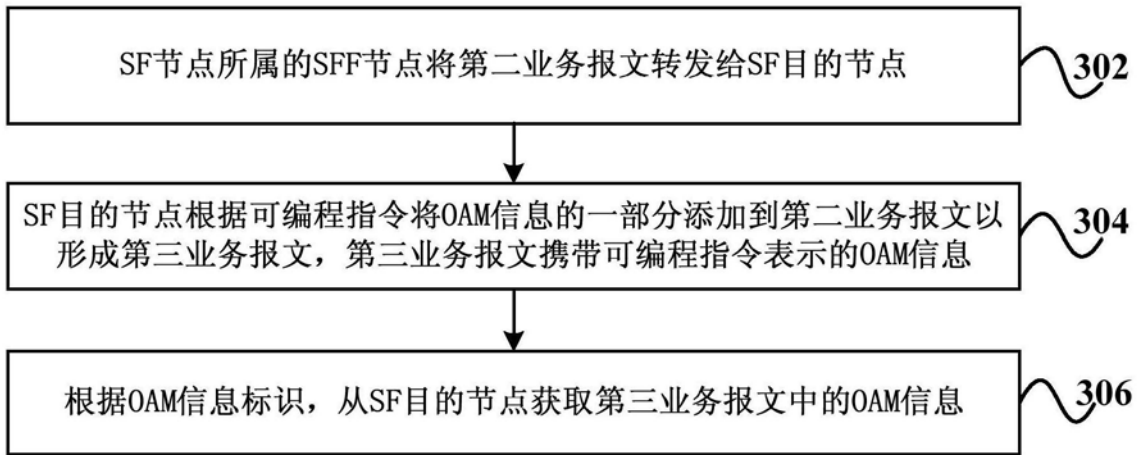 SF节点所属的SFF节点将第二业务报文转发给SF目的节点
302
SF目的节点根据可编程指令将OAM信息的一部分添加到第二业务报文以
形成第三业务报文，第三业务报文携带可编程指令表示的OAM信息
304
根据OAM信息标识，从SF目的节点获取第三业务报文中的OAM信息
306